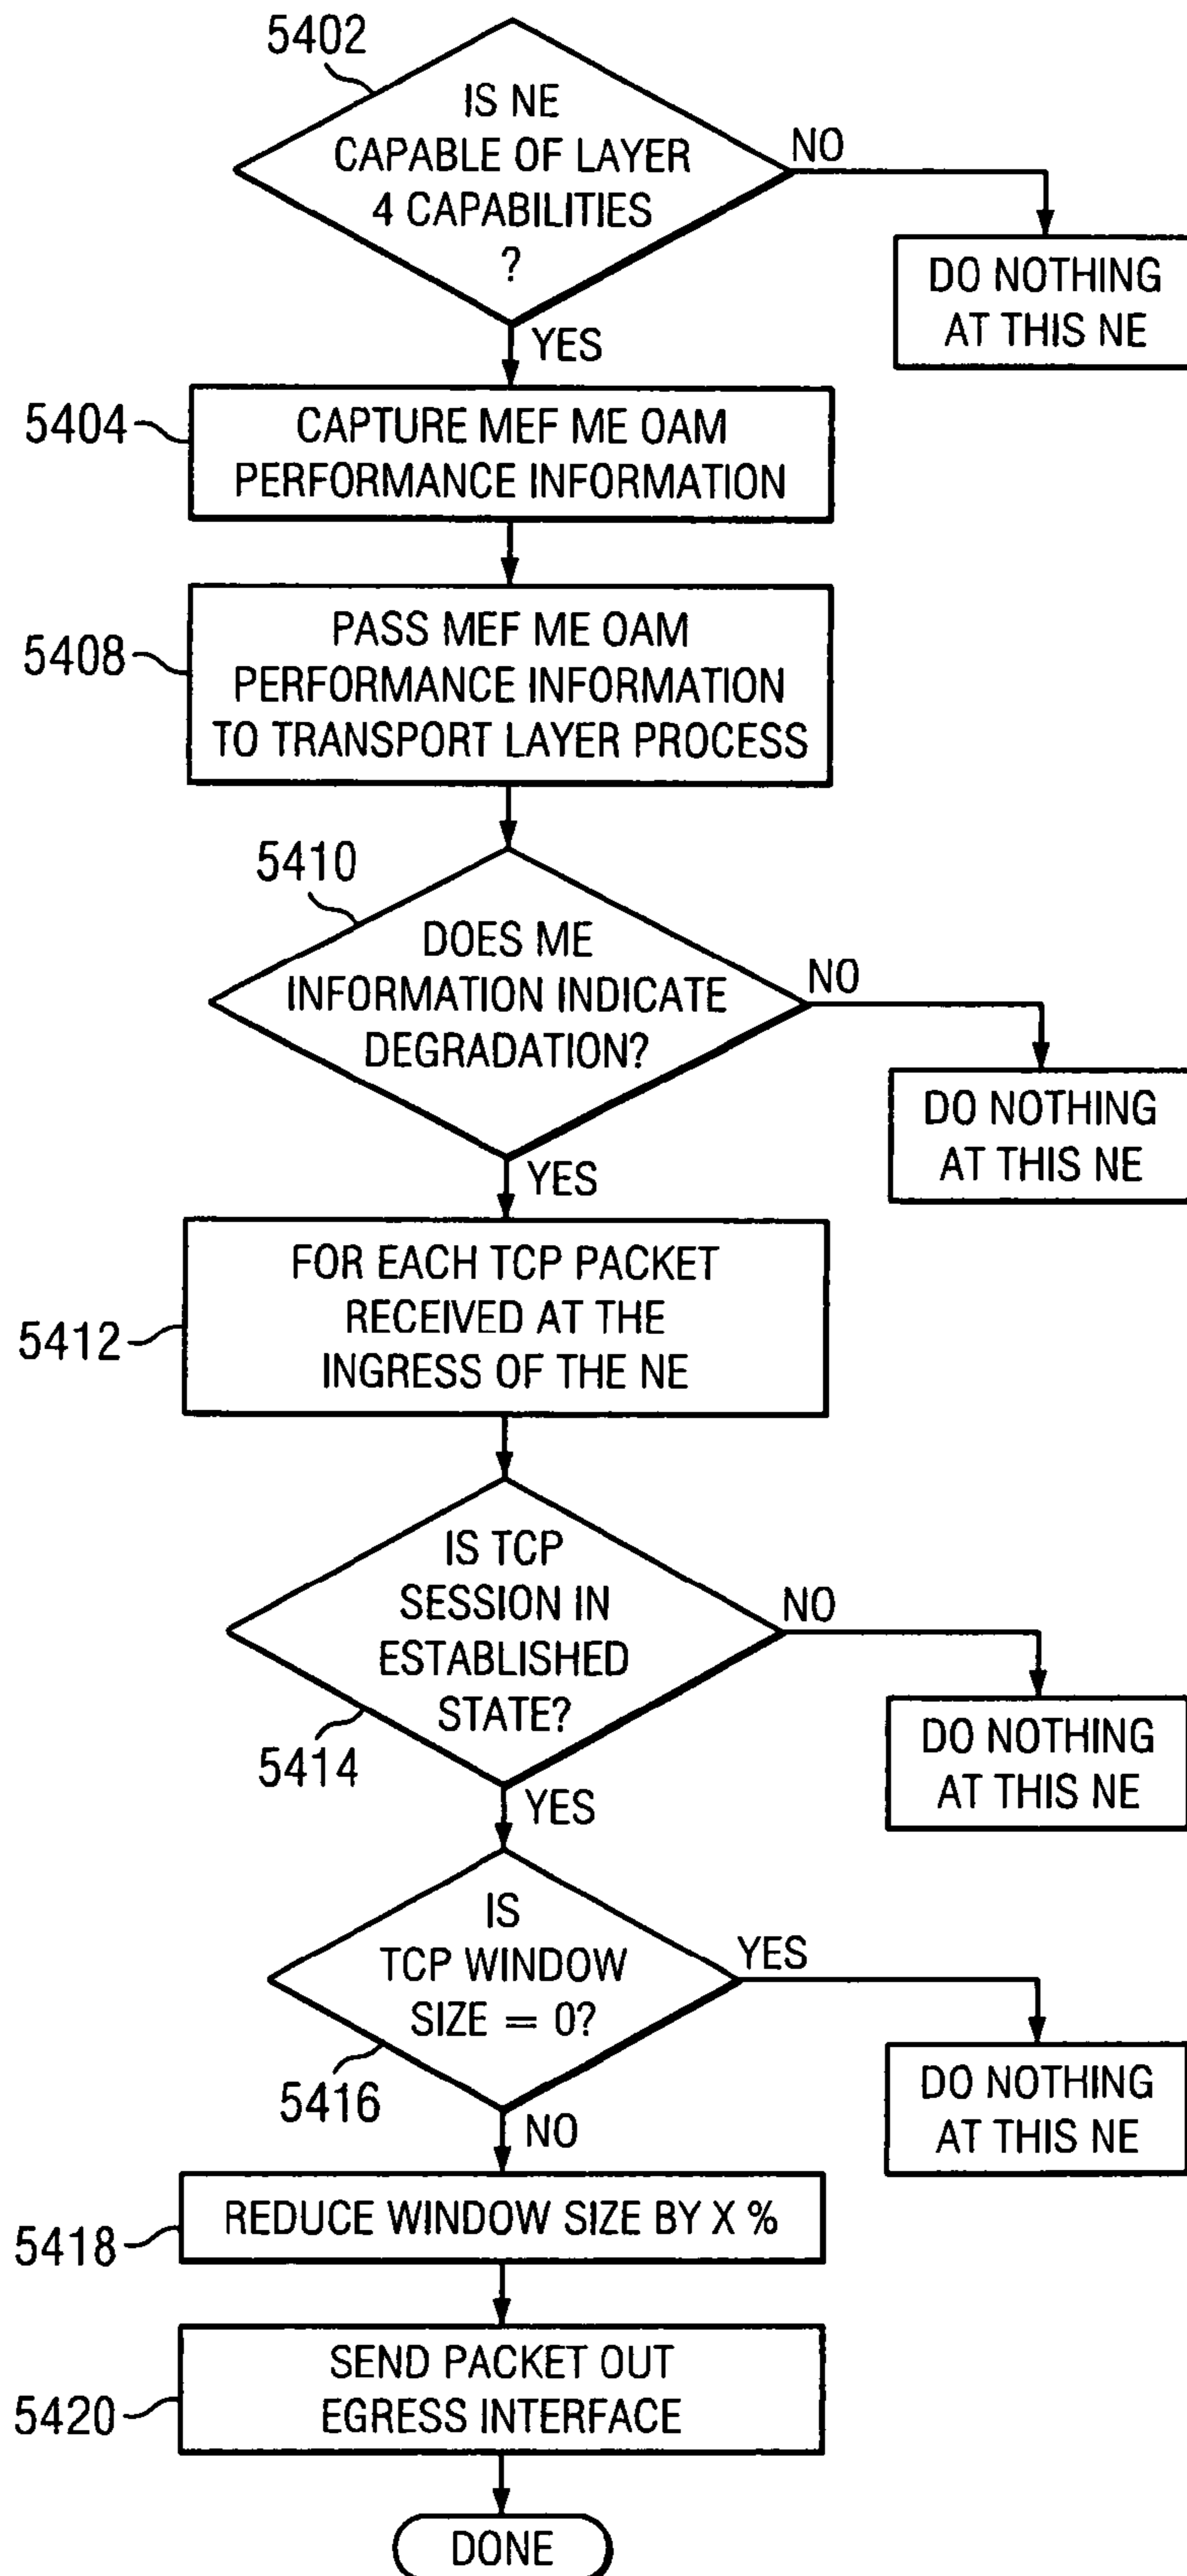 5402
IS NE
CAPABLE OF LAYER
4 CAPABILITIES
?
NO
DO NOTHING
AT THIS NE
YES
5404
CAPTURE MEF ME OAM
PERFORMANCE INFORMATION
5408
PASS MEF ME OAM
PERFORMANCE INFORMATION
TO TRANSPORT LAYER PROCESS
5410
DOES ME
INFORMATION INDICATE
DEGRADATION?
NO
DO NOTHING
AT THIS NE
YES
5412
FOR EACH TCP PACKET
RECEIVED AT THE
INGRESS OF THE NE
IS TCP
SESSION IN
ESTABLISHED
STATE?
5414
NO
DO NOTHING
AT THIS NE
YES
IS
TCP WINDOW
SIZE = 0?
5416
YES
DO NOTHING
AT THIS NE
NO
5418
REDUCE WINDOW SIZE BY X %
5420
SEND PACKET OUT
EGRESS INTERFACE
DONE